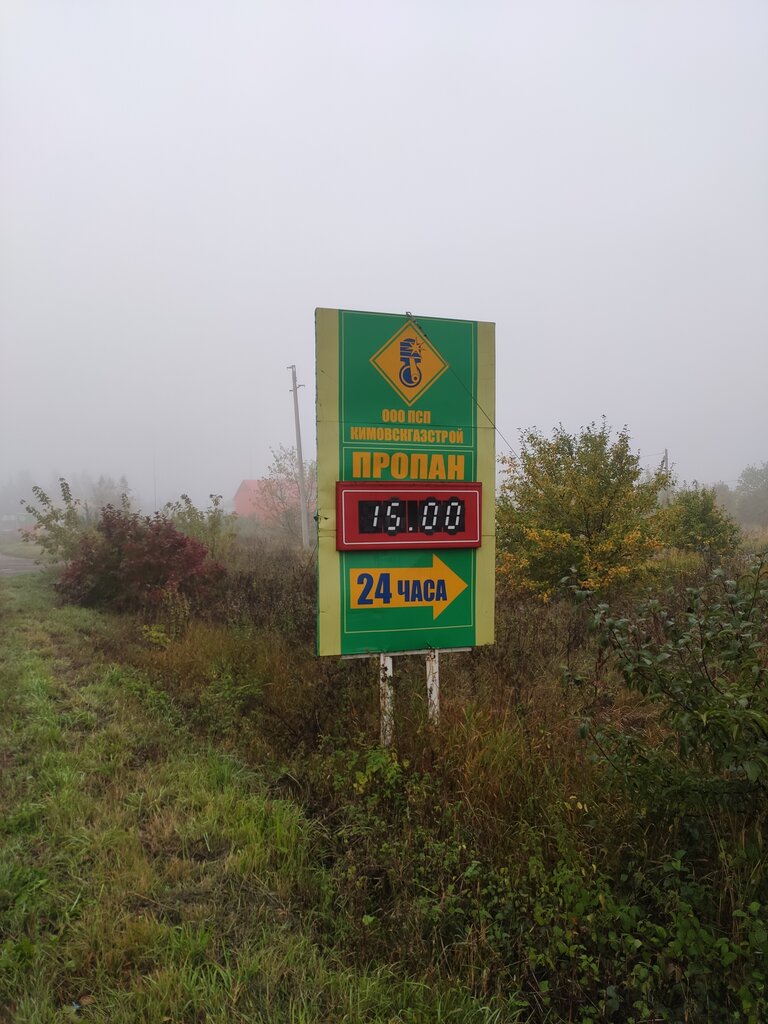 ООО ПСП
КИМОВСКГАЗСТРОЙ
ПРОПАН
15.00
24 ЧАСА